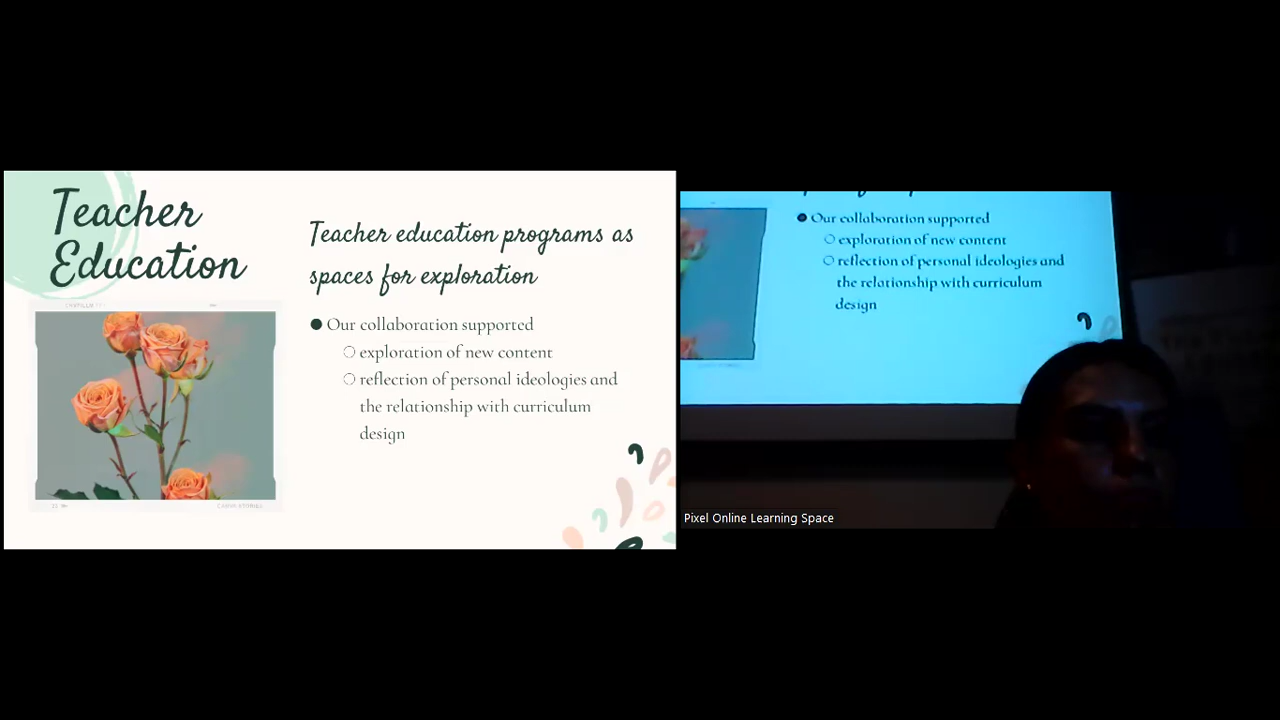 Teacher
Education
Teacher education programs as
spaces for exploration
● Our collaboration supported
○ exploration of new content
○ reflection of personal ideologies and
the relationship with curriculum
design
● Our collaboration supported
○ exploration of new content
○ reflection of personal ideologies and
the relationship with curriculum
design
Pixel Online Learning Space